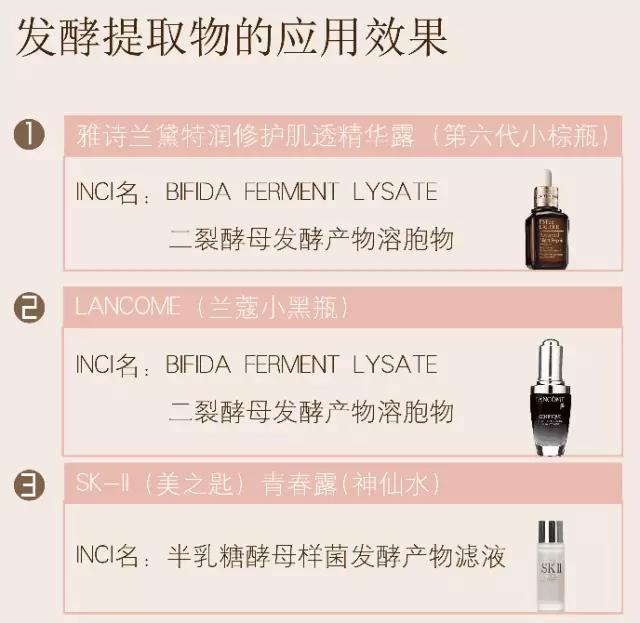 发酵提取物的应用效果
1 雅诗兰黛特润修护肌透精华露（第六代小棕瓶）
INCI名：BIFIDA FERMENT LYSATE
二裂酵母发酵产物溶胞物
2 LANCOME（兰蔻小黑瓶）
INCI名：BIFIDA FERMENT LYSATE
二裂酵母发酵产物溶胞物
LANCOME
3 SK-II（美之匙）青春露(神仙水)
INCI名：半乳糖酵母样菌发酵产物滤液
SK II